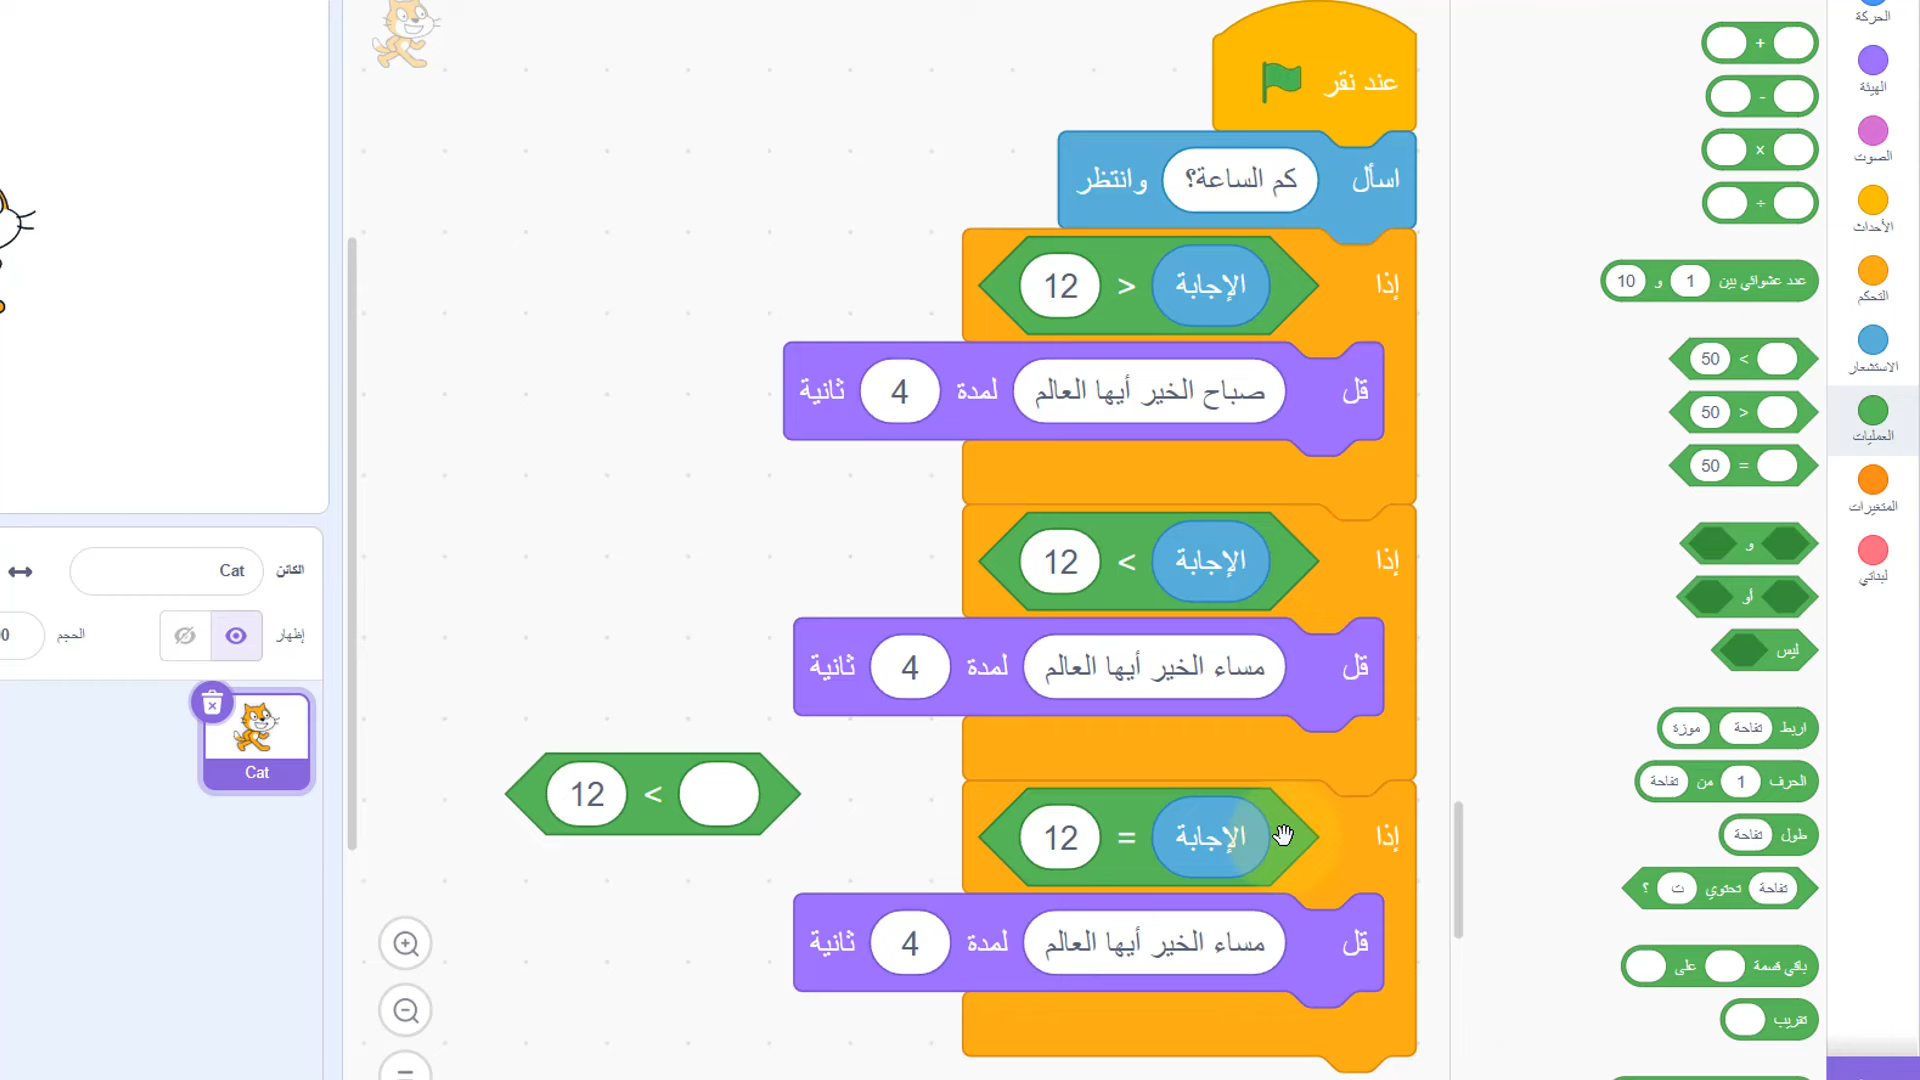 عند نقر
اسأل كم الساعة؟ وانتظر
إذا الإجابة > 12
قل صباح الخير أيها العالم لمدة 4 ثانية
إذا الإجابة < 12
قل مساء الخير أيها العالم لمدة 4 ثانية
إذا الإجابة = 12
قل مساء الخير أيها العالم لمدة 4 ثانية
< 12
الحركة
الهيئة
الصوت
الأحداث
التحكم
الاستشعار
العمليات
المتغيرات
لبناتي
+
-
×
÷
عدد عشوائي بين 1 و 10
< 50
> 50
= 50
و
أو
ليس
اربط تفاحة موزة
الحرف 1 من تفاحة
طول تفاحة
تفاحة تحتوي ت ؟
باقي قسمة على
تقريب
الكائن Cat
إظهار
الحجم
Cat